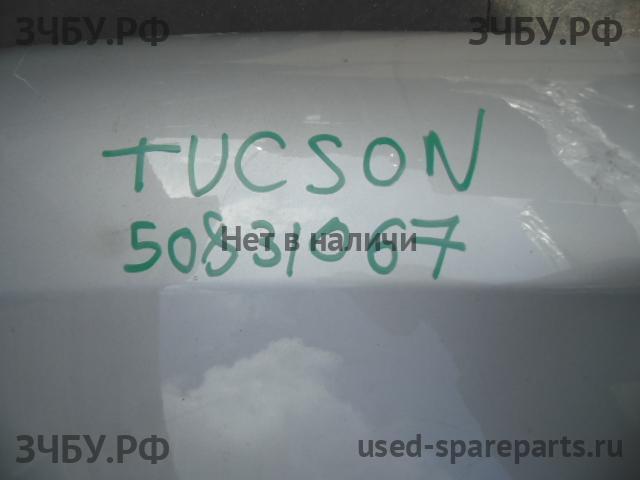 ЗЧБУ.РФ ЗЧБУ.РФ
TUCSON
50831067
Нет в наличи
ЗЧБУ.РФ used-spareparts.ru